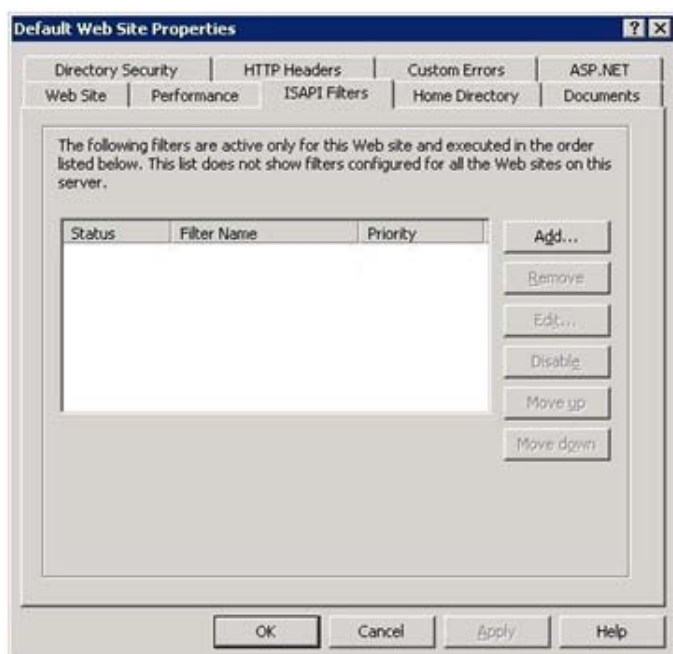 Default Web Site Properties
Directory Security HTTP Headers Custom Errors ASP.NET
Web Site Performance ISAPI Filters Home Directory Documents
The following filters are active only for this Web site and executed in the order
listed below. This list does not show filters configured for all the Web sites on this
server.
Status Filter Name Priority
Add...
Remove
Edit...
Disable
Move up
Move down
OK Cancel Apply Help